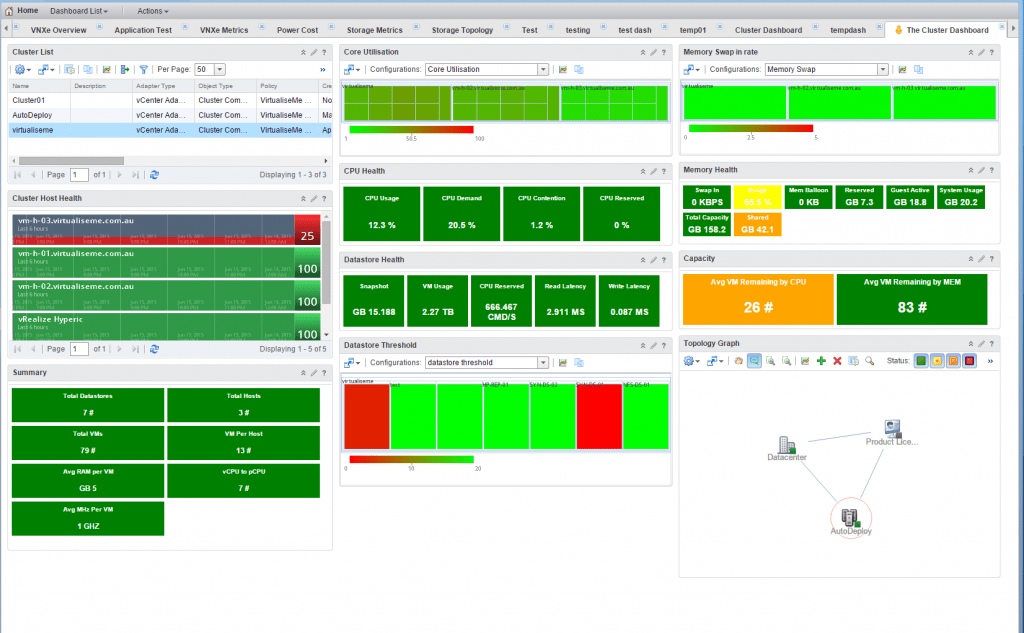 Home Dashboard List Actions
VNXe Overview Application Test VNXe Metrics Power Cost Storage Metrics Storage Topology Test testing test dash temp01 Cluster Dashboard tempdash The Cluster Dashboard
Cluster List
Per Page: 50
Name Description Adapter Type Object Type Policy Cre
Cluster01 vCenter Ada... Cluster Com... VirtualiseMe ... No
AutoDeploy vCenter Ada... Cluster Com... VirtualiseMe ... Ma
virtualiseme vCenter Ada... Cluster Com... VirtualiseMe ... Ap
Page 1 of 1 Displaying 1 - 3 of 3
Cluster Host Health
vm-h-03.virtualiseme.com.au
Last 6 hours
25
vm-h-01.virtualiseme.com.au
Last 6 hours
100
vm-h-02.virtualiseme.com.au
Last 6 hours
100
vRealize Hyperic
Last 6 hours
100
Page 1 of 1 Displaying 1 - 5 of 5
Summary
Total Datastores
7 #
Total Hosts
3 #
Total VMs
79 #
VM Per Host
13 #
Avg RAM per VM
GB 5
vCPU to pCPU
7 #
Avg MHz Per VM
1 GHZ
Core Utilisation
Configurations: Core Utilisation
virtualiseme
vm-h-02.virtualiseme.com.au
vm-h-03.virtualiseme.com.au
1 50.5 100
CPU Health
CPU Usage
12.3 %
CPU Demand
20.5 %
CPU Contention
1.2 %
CPU Reserved
0 %
Datastore Health
Snapshot
GB 15.188
VM Usage
2.27 TB
CPU Reserved
666.467
CMD/S
Read Latency
2.911 MS
Write Latency
0.087 MS
Datastore Threshold
Configurations: datastore threshold
virtualiseme
SYN-DS-02
0 10 20
Memory Swap in rate
Configurations: Memory Swap
virtualiseme
vm-h-02.virtualiseme.com.au
vm-h-03.virtualiseme.com.au
0 5
Memory Health
Swap In
0 KBPS
Usage
Mem Balloon
0 KB
Reserved
GB 7.3
Guest Active
GB 18.8
System Usage
GB 20.2
Total Capacity
GB 158.2
Shared
GB 42.1
Capacity
Avg VM Remaining by CPU
26 #
Avg VM Remaining by MEM
83 #
Topology Graph
Status:
Product Lice...
Datacenter
AutoDeploy